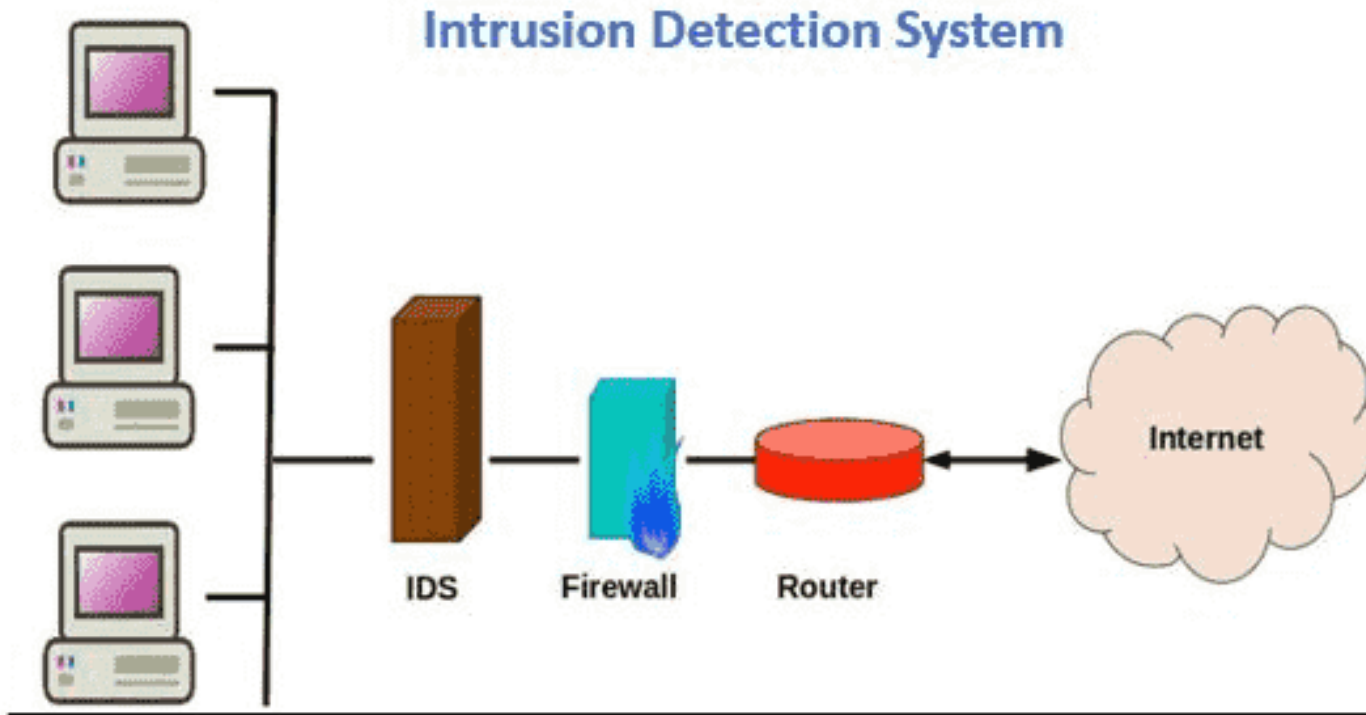 Intrusion Detection System
Internet
IDS
Firewall
Router